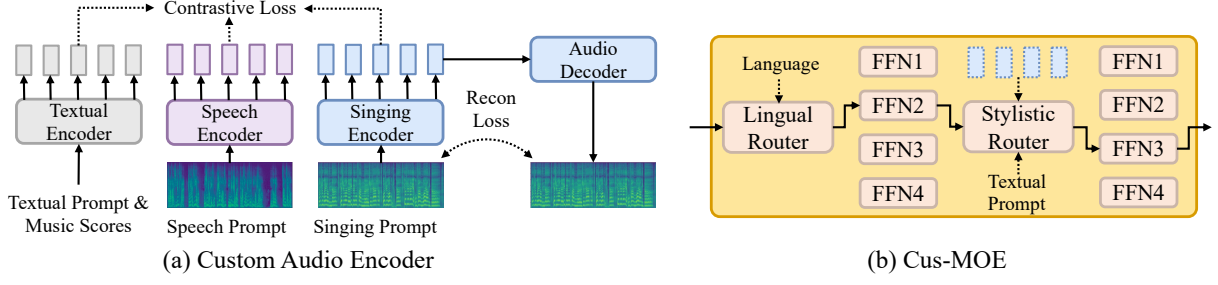 Contrastive Loss
Textual
Encoder
Speech
Encoder
Singing
Encoder
Audio
Decoder
Recon
Loss
Textual Prompt &
Music Scores
Speech Prompt
Singing Prompt
(a) Custom Audio Encoder
Language
Lingual
Router
FFN1
FFN2
FFN3
FFN4
Stylistic
Router
Textual
Prompt
FFN1
FFN2
FFN3
FFN4
(b) Cus-MOE